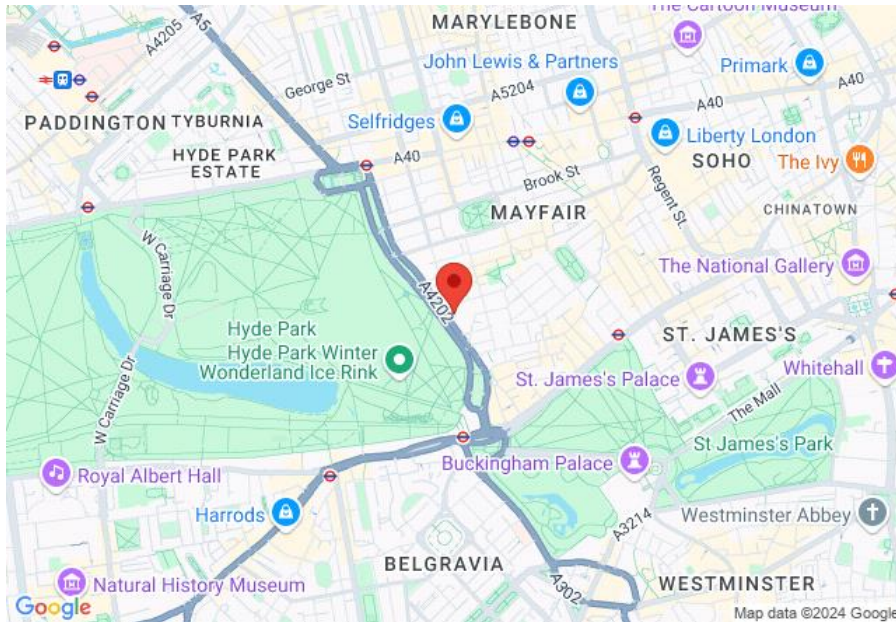 MARYLEBONE
The Cartoon Museum
A5
A4205
John Lewis & Partners
Primark
George St
A5204
A40
A40
PADDINGTON
TYBURNIA
Selfridges
Liberty London
HYDE PARK
ESTATE
A40
SOHO
The Ivy
Brook St
Regent St.
MAYFAIR
CHINATOWN
W Carriage Dr
The National Gallery
A4202
Hyde Park
Hyde Park Winter
Wonderland Ice Rink
ST. JAMES'S
St. James's Palace
Whitehall
W Carriage Dr
The Mall
St James's Park
Royal Albert Hall
Buckingham Palace
Harrods
A3214
Westminster Abbey
BELGRAVIA
Natural History Museum
A302
WESTMINSTER
Google
Map data ©2024 Google